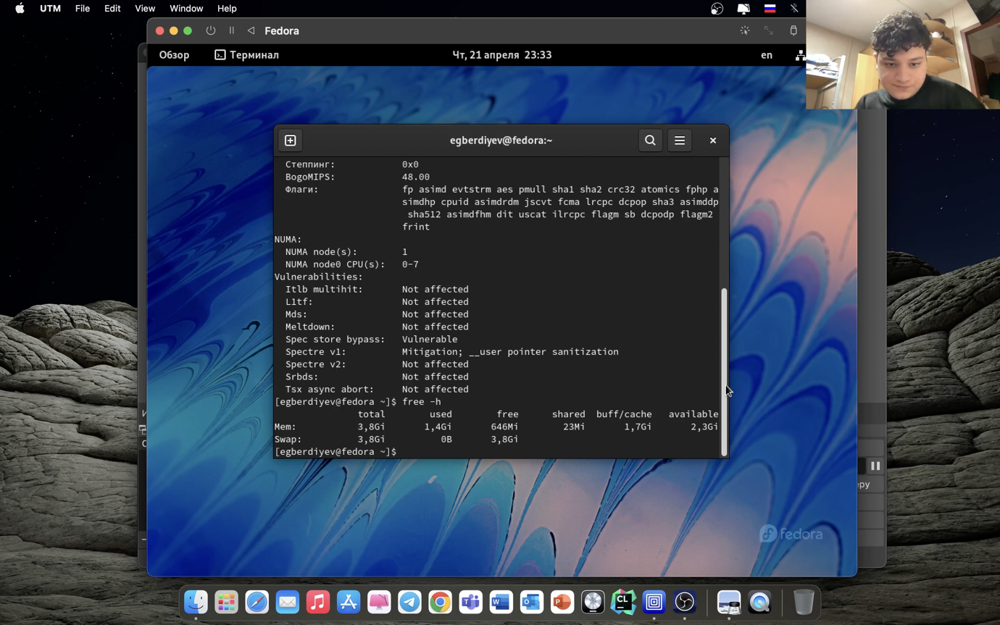 UTM File Edit View Window Help
Fedora
Обзор Терминал Чт, 21 апреля 23:33 en
egberdiyev@fedora:~
Степпинг: 0x0
BogoMIPS: 48.00
Флаги: fp asimd evtstrm aes pmull sha1 sha2 crc32 atomics fphp a
simdhp cpuid asimdrdm jscvt fcma lrcpc dcpop sha3 asimddp
sha512 asimdfhm dit uscat ilrcpc flagm sb dcpodp flagm2
frint
NUMA:
NUMA node(s): 1
NUMA node0 CPU(s): 0-7
Vulnerabilities:
Itlb multihit: Not affected
L1tf: Not affected
Mds: Not affected
Meltdown: Not affected
Spec store bypass: Vulnerable
Spectre v1: Mitigation; __user pointer sanitization
Spectre v2: Not affected
Srbds: Not affected
Tsx async abort: Not affected
[egberdiyev@fedora ~]$ free -h
total used free shared buff/cache available
Mem: 3,8Gi 1,4Gi 646Mi 23Mi 1,7Gi 2,3Gi
Swap: 3,8Gi 0B 3,8Gi
[egberdiyev@fedora ~]$
еру
fedora
CL